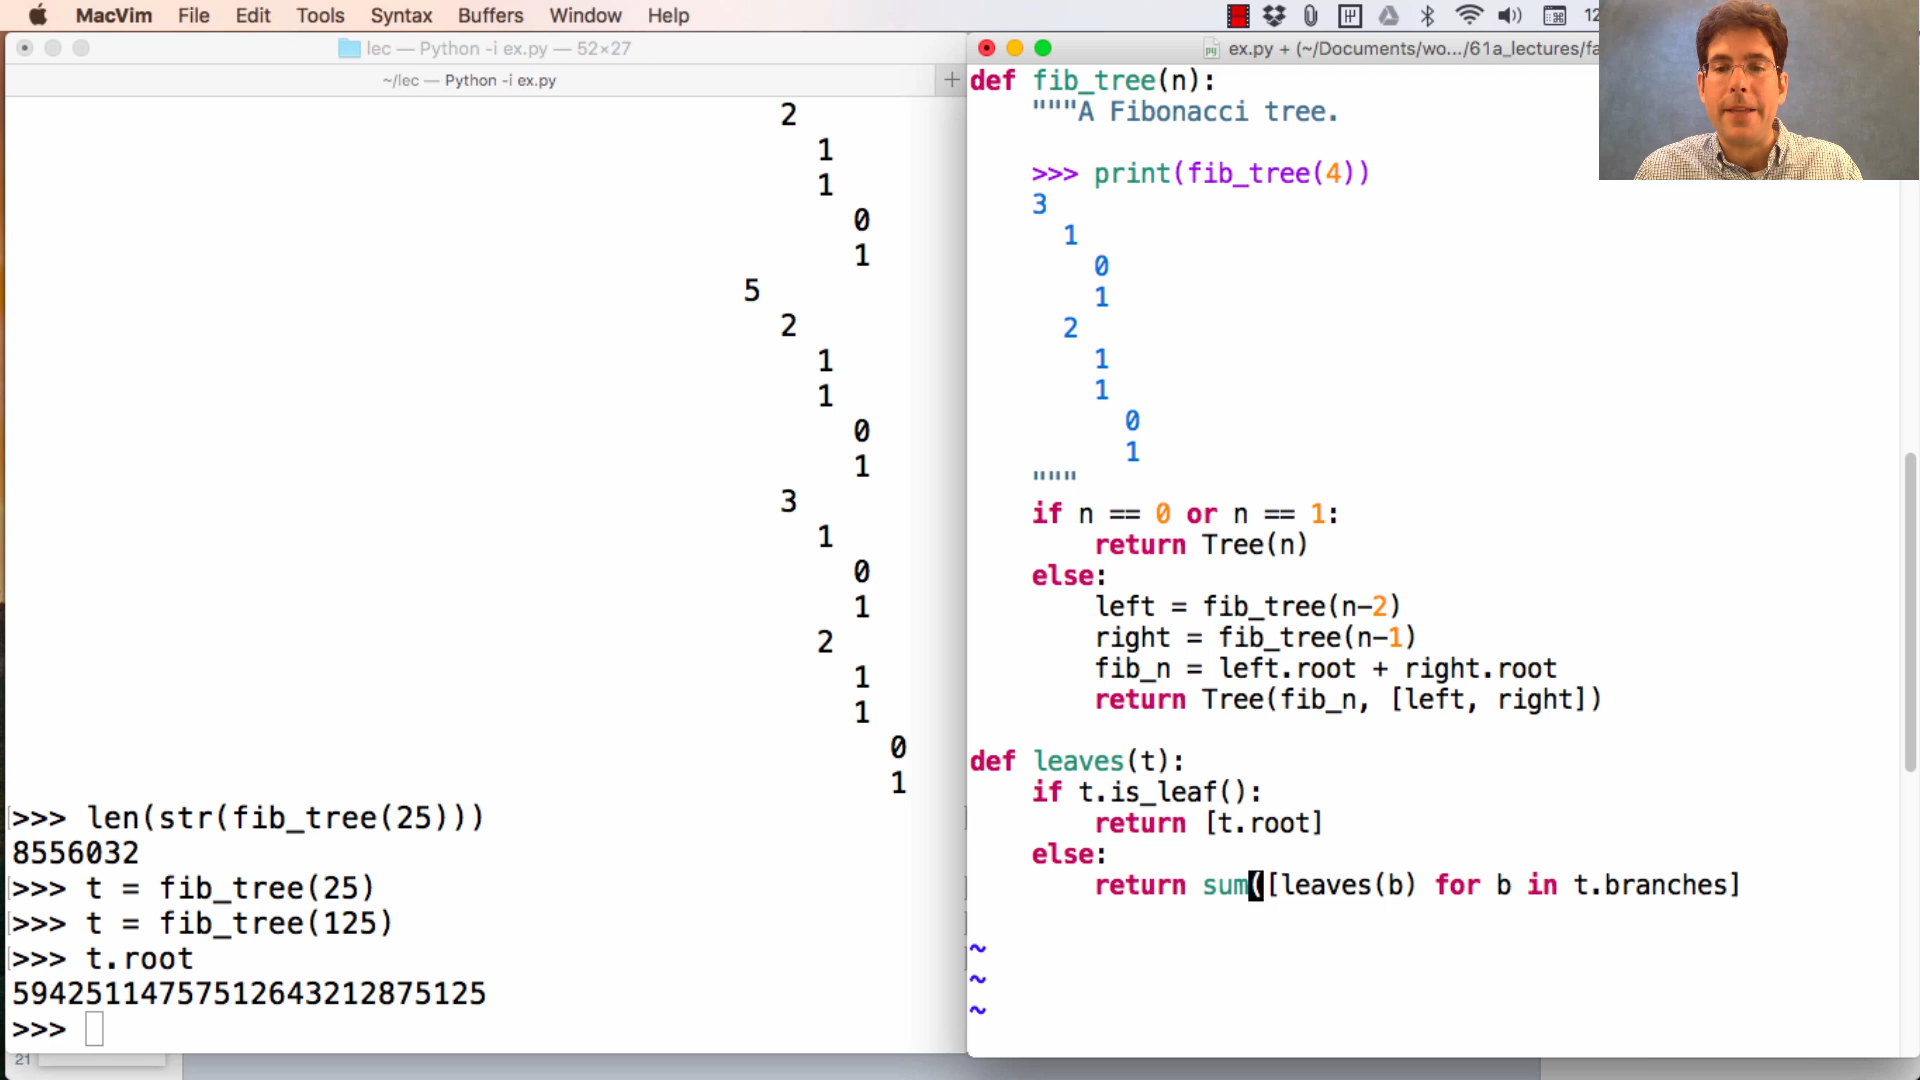 MacVim File Edit Tools Syntax Buffers Window Help 12
lec — Python -i ex.py — 52×27
~/lec — Python -i ex.py +
2
1
1
0
1
5
2
1
1
0
1
3
1
0
1
2
1
1
0
1
>>> len(str(fib_tree(25)))
8556032
>>> t = fib_tree(25)
>>> t = fib_tree(125)
>>> t.root
59425114757512643212875125
>>>
21
ex.py + (~/Documents/wo.../61a_lectures/fa
def fib_tree(n):
"""A Fibonacci tree.
>>> print(fib_tree(4))
3
1
0
1
2
1
1
0
1
"""
if n == 0 or n == 1:
return Tree(n)
else:
left = fib_tree(n-2)
right = fib_tree(n-1)
fib_n = left.root + right.root
return Tree(fib_n, [left, right])
def leaves(t):
if t.is_leaf():
return [t.root]
else:
return sum([leaves(b) for b in t.branches]
~
~
~